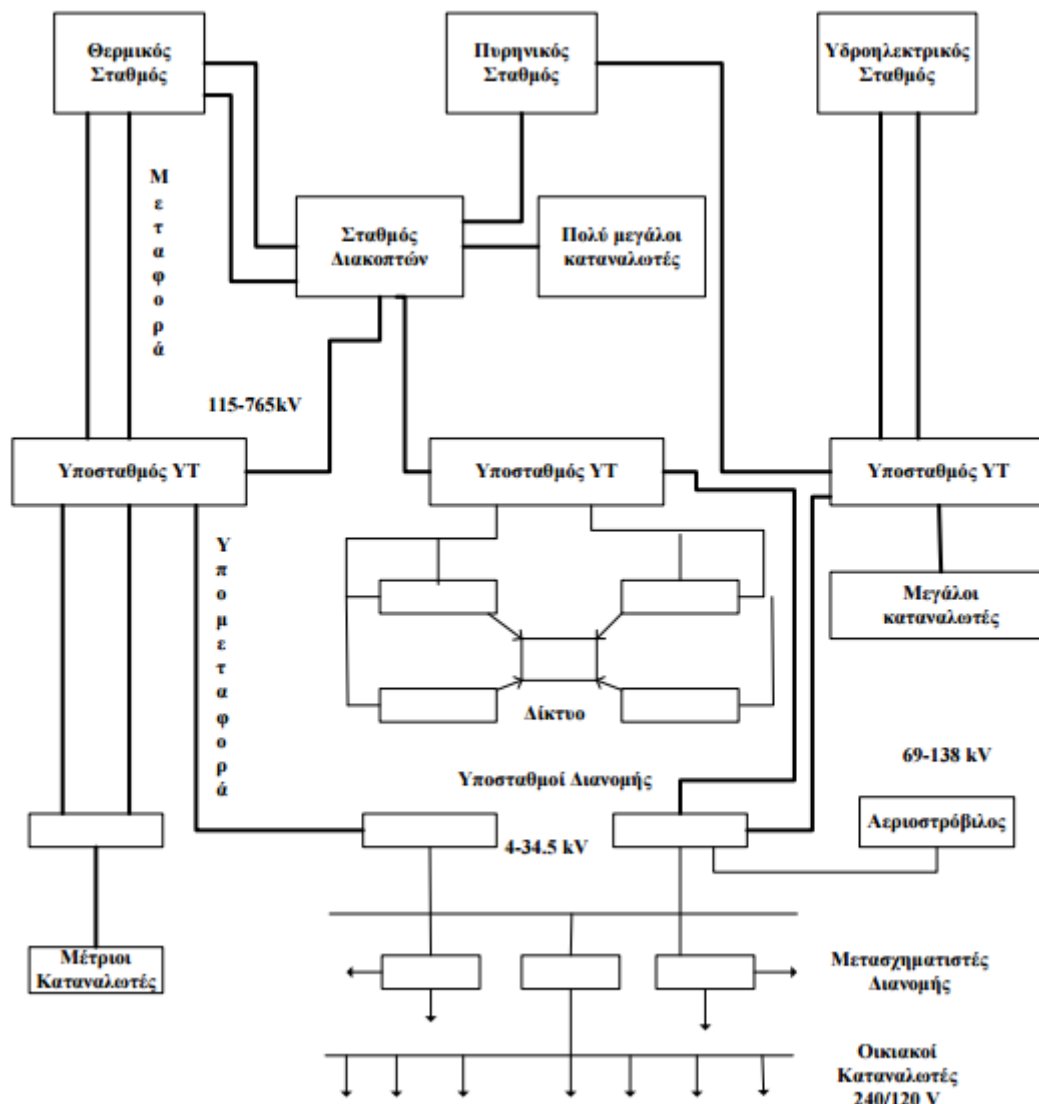 Θερμικός
Σταθμός
Πυρηνικός
Σταθμός
Υδροηλεκτρικός
Σταθμός
Μεταφορά
Σταθμός
Διακοπτών
Πολύ μεγάλοι
καταναλωτές
115-765kV
Υποσταθμός ΥΤ
Υποσταθμός ΥΤ
Υποσταθμός ΥΤ
Υπομεταφορά
Μεγάλοι
καταναλωτές
Δίκτυο
69-138 kV
Υποσταθμοί Διανομής
4-34.5 kV
Αεριοστρόβιλος
Μέτριοι
Καταναλωτές
Μετασχηματιστές
Διανομής
Οικιακοί
Καταναλωτές
240/120 V